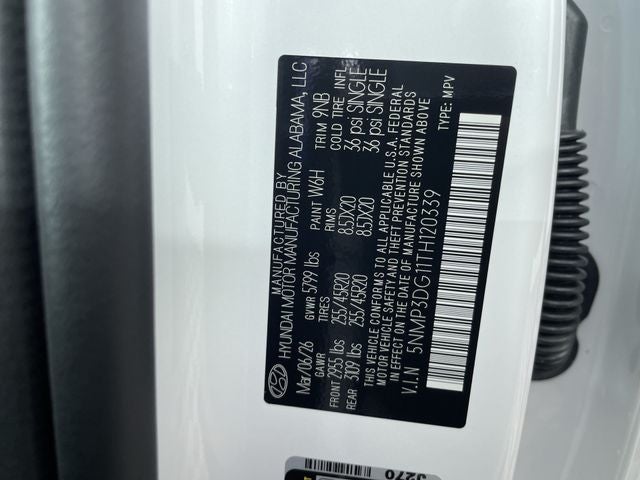 MANUFACTURED BY
HYUNDAI MOTOR MANUFACTURING ALABAMA, LLC
Mar/06/26 PAINT W6H TRIM 9NB
GVWR 5799 lbs
GAWR TIRES RIMS COLD TIRE INFL
FRONT 2955 lbs 255/45R20 8.5JX20 36 psi SINGLE
REAR 3109 lbs 255/45R20 8.5JX20 36 psi SINGLE
THIS VEHICLE CONFORMS TO ALL APPLICABLE U.S.A. FEDERAL
MOTOR VEHICLE SAFETY AND THEFT PREVENTION STANDARDS
IN EFFECT ON THE DATE OF MANUFACTURE SHOWN ABOVE
V.I.N 5NMP3DG11TH120339 TYPE: MPV
J270